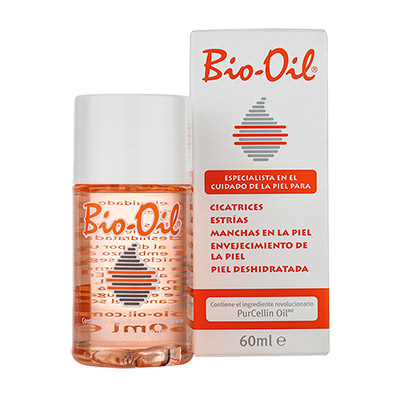 Bio-Oil®
ESPECIALISTA EN EL
CUIDADO DE LA PIEL PARA
CICATRICES
ESTRÍAS
MANCHAS EN LA PIEL
ENVEJECIMIENTO DE
LA PIEL
PIEL DESHIDRATADA
Contiene el ingrediente revolucionario
PurCellin Oil™
60ml e
Bio-Oil®